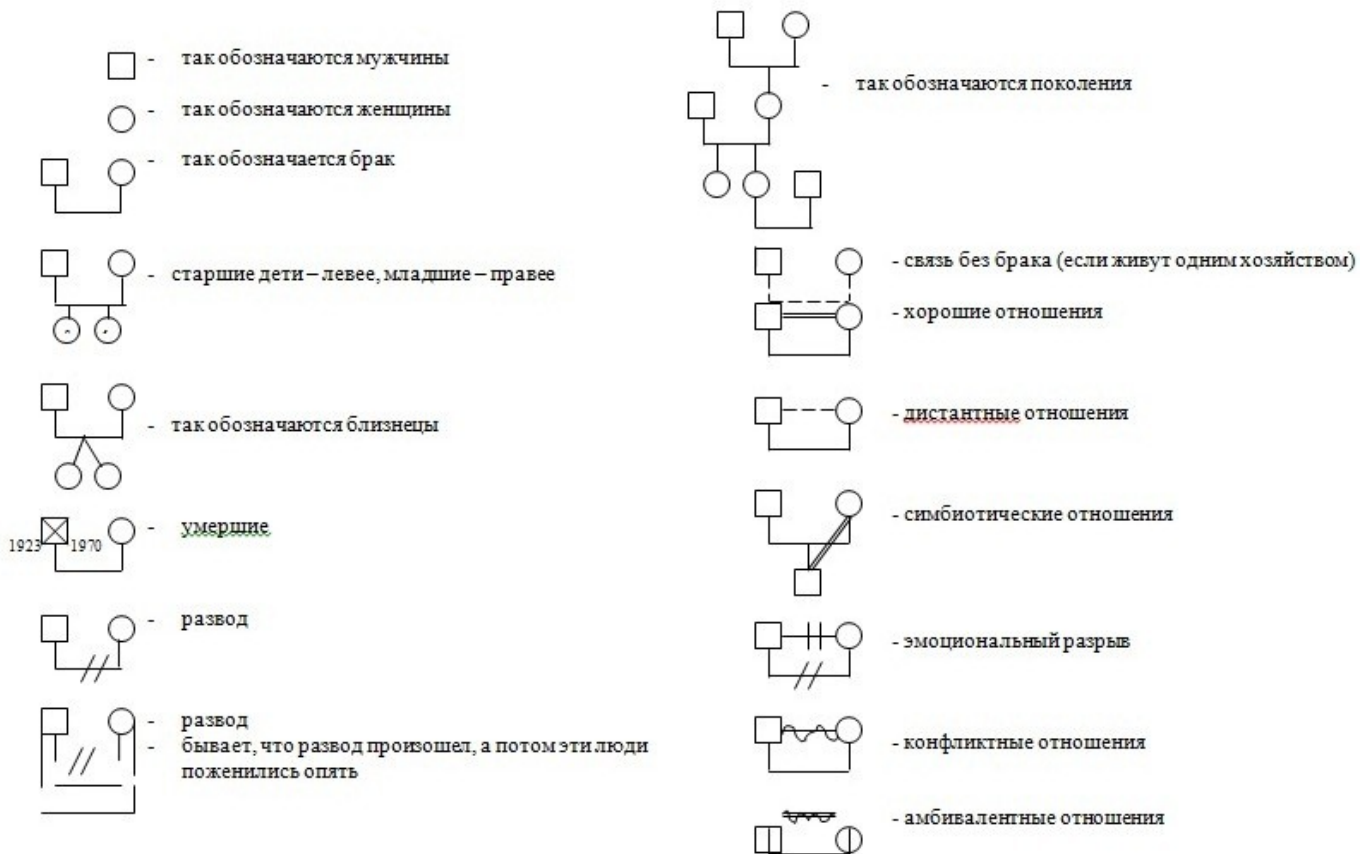 - так обозначаются мужчины
- так обозначаются женщины
- так обозначается брак
- старшие дети – левее, младшие – правее
- так обозначаются близнецы
1923 1970 - умершие
- развод
- развод
- бывает, что развод произошел, а потом эти люди
поженились опять
- так обозначаются поколения
- связь без брака (если живут одним хозяйством)
- хорошие отношения
- дистантные отношения
- симбиотические отношения
- эмоциональный разрыв
- конфликтные отношения
- амбивалентные отношения